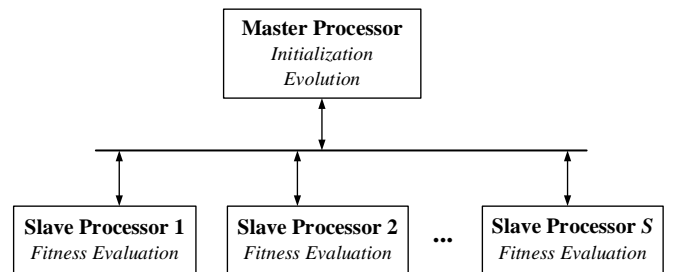 Master Processor
Initialization
Evolution
Slave Processor 1
Fitness Evaluation
Slave Processor 2
Fitness Evaluation
...
Slave Processor S
Fitness Evaluation